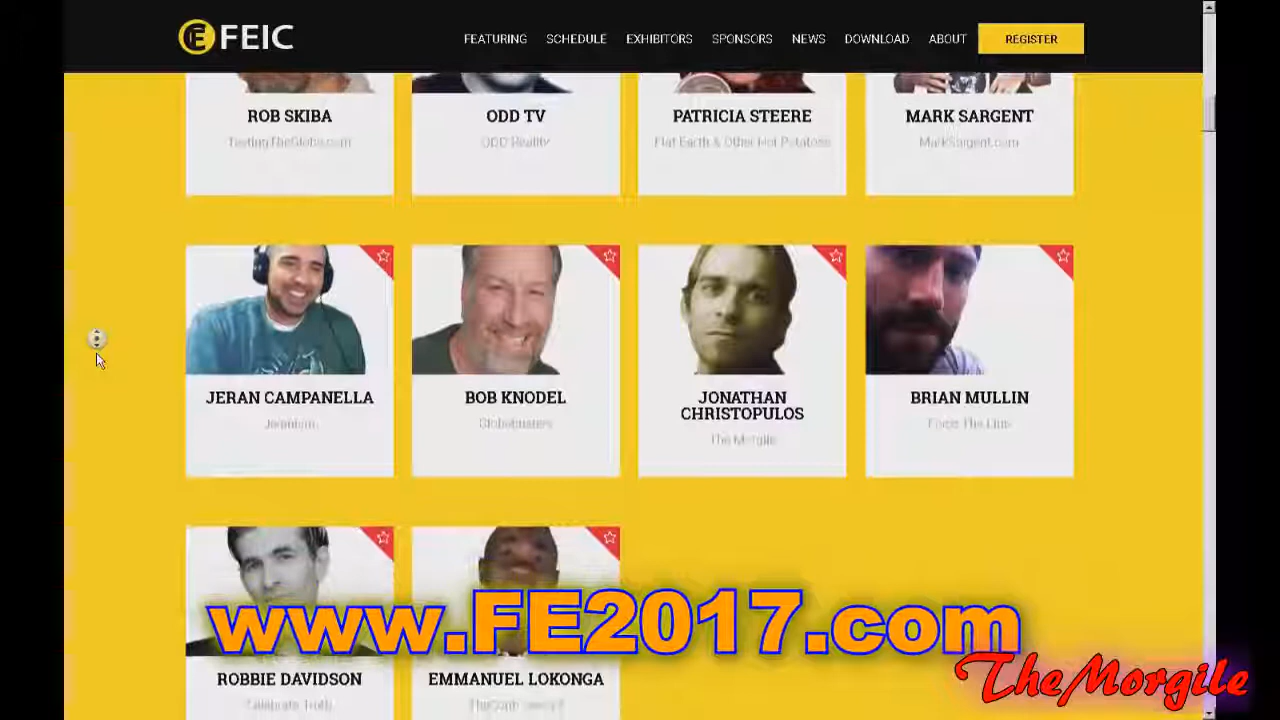 FEIC
FEATURING SCHEDULE EXHIBITORS SPONSORS NEWS DOWNLOAD ABOUT REGISTER
ROB SKIBA ODD TV PATRICIA STEERE MARK SARGENT
TestingTheGlobe.com ODD Reality Flat Earth & Other Hot Potatoes MarkSargent.com
JERAN CAMPANELLA BOB KNODEL JONATHAN CHRISTOPULOS BRIAN MULLIN
Jeranism Globebusters The Morgile Force The Line
www.FE2017.com
TheMorgile
ROBBIE DAVIDSON EMMANUEL LOKONGA
Celebrate Truth